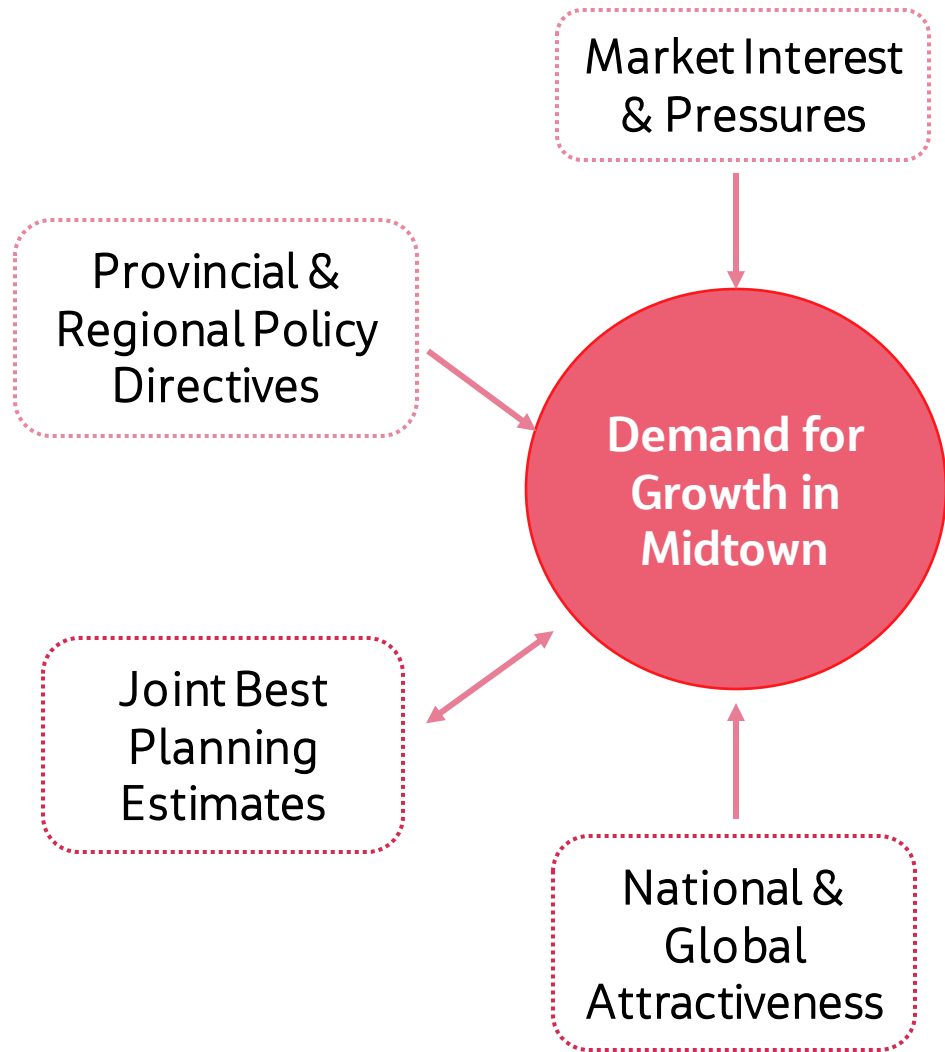 Market Interest
& Pressures
Provincial &
Regional Policy
Directives
Demand for
Growth in
Midtown
Joint Best
Planning
Estimates
National &
Global
Attractiveness